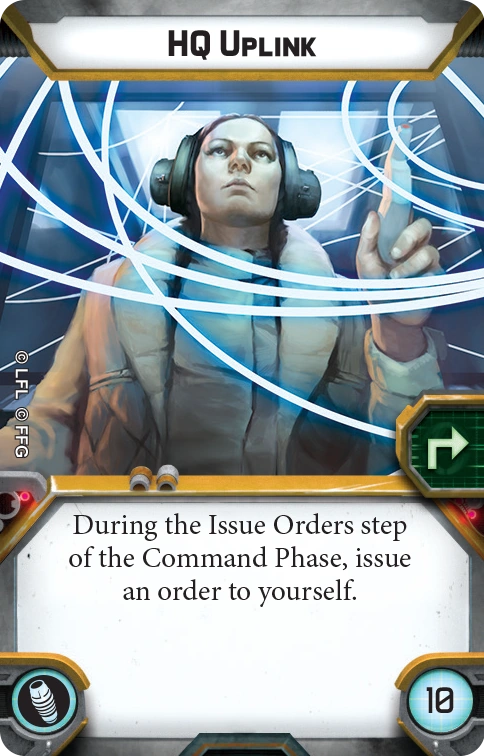 HQ Uplink
© LFL © FFG
During the Issue Orders step
of the Command Phase, issue
an order to yourself.
10